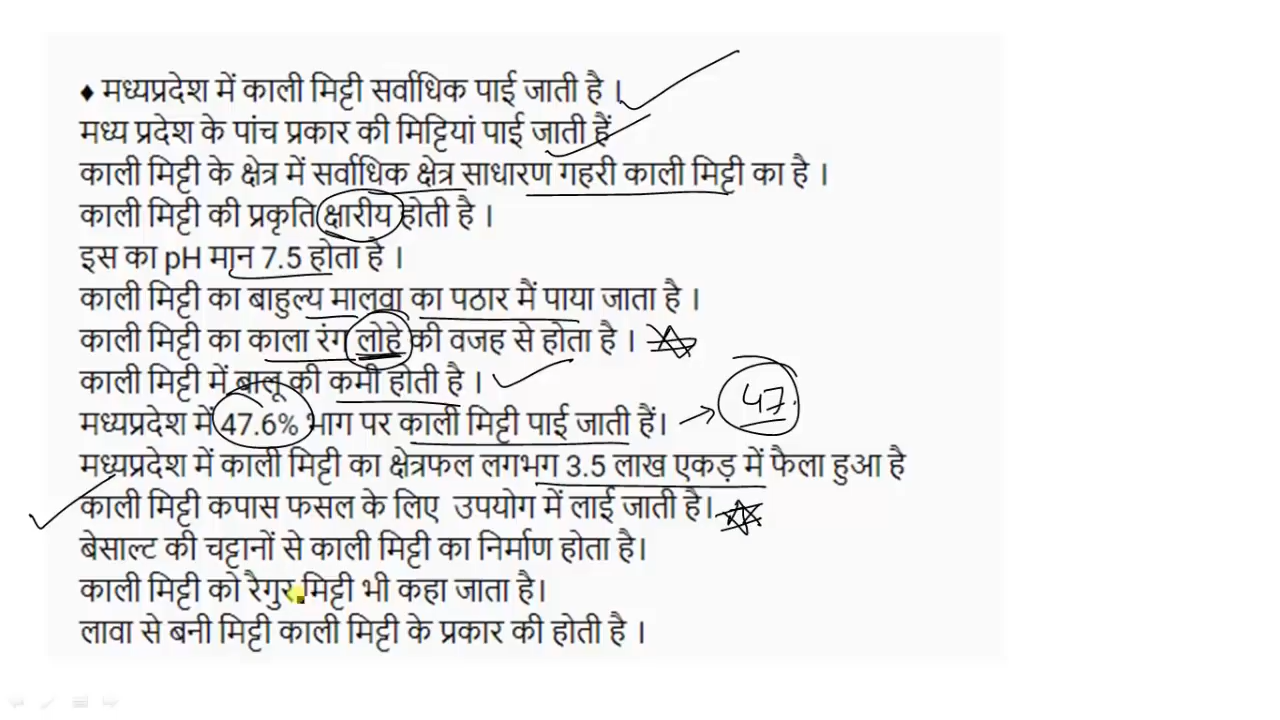 ♦ मध्यप्रदेश में काली मिट्टी सर्वाधिक पाई जाती है ।
मध्य प्रदेश के पांच प्रकार की मिट्टियां पाई जाती हैं
काली मिट्टी के क्षेत्र में सर्वाधिक क्षेत्र साधारण गहरी काली मिट्टी का है ।
काली मिट्टी की प्रकृति क्षारीय होती है ।
इस का pH मान 7.5 होता है ।
काली मिट्टी का बाहुल्य मालवा का पठार मैं पाया जाता है ।
काली मिट्टी का काला रंग लोहे की वजह से होता है ।
काली मिट्टी में बालू की कमी होती है ।
मध्यप्रदेश में 47.6% भाग पर काली मिट्टी पाई जाती हैं। → 47.
मध्यप्रदेश में काली मिट्टी का क्षेत्रफल लगभग 3.5 लाख एकड़ में फैला हुआ है
काली मिट्टी कपास फसल के लिए उपयोग में लाई जाती है।
बेसाल्ट की चट्टानों से काली मिट्टी का निर्माण होता है।
काली मिट्टी को रैगुर मिट्टी भी कहा जाता है।
लावा से बनी मिट्टी काली मिट्टी के प्रकार की होती है ।